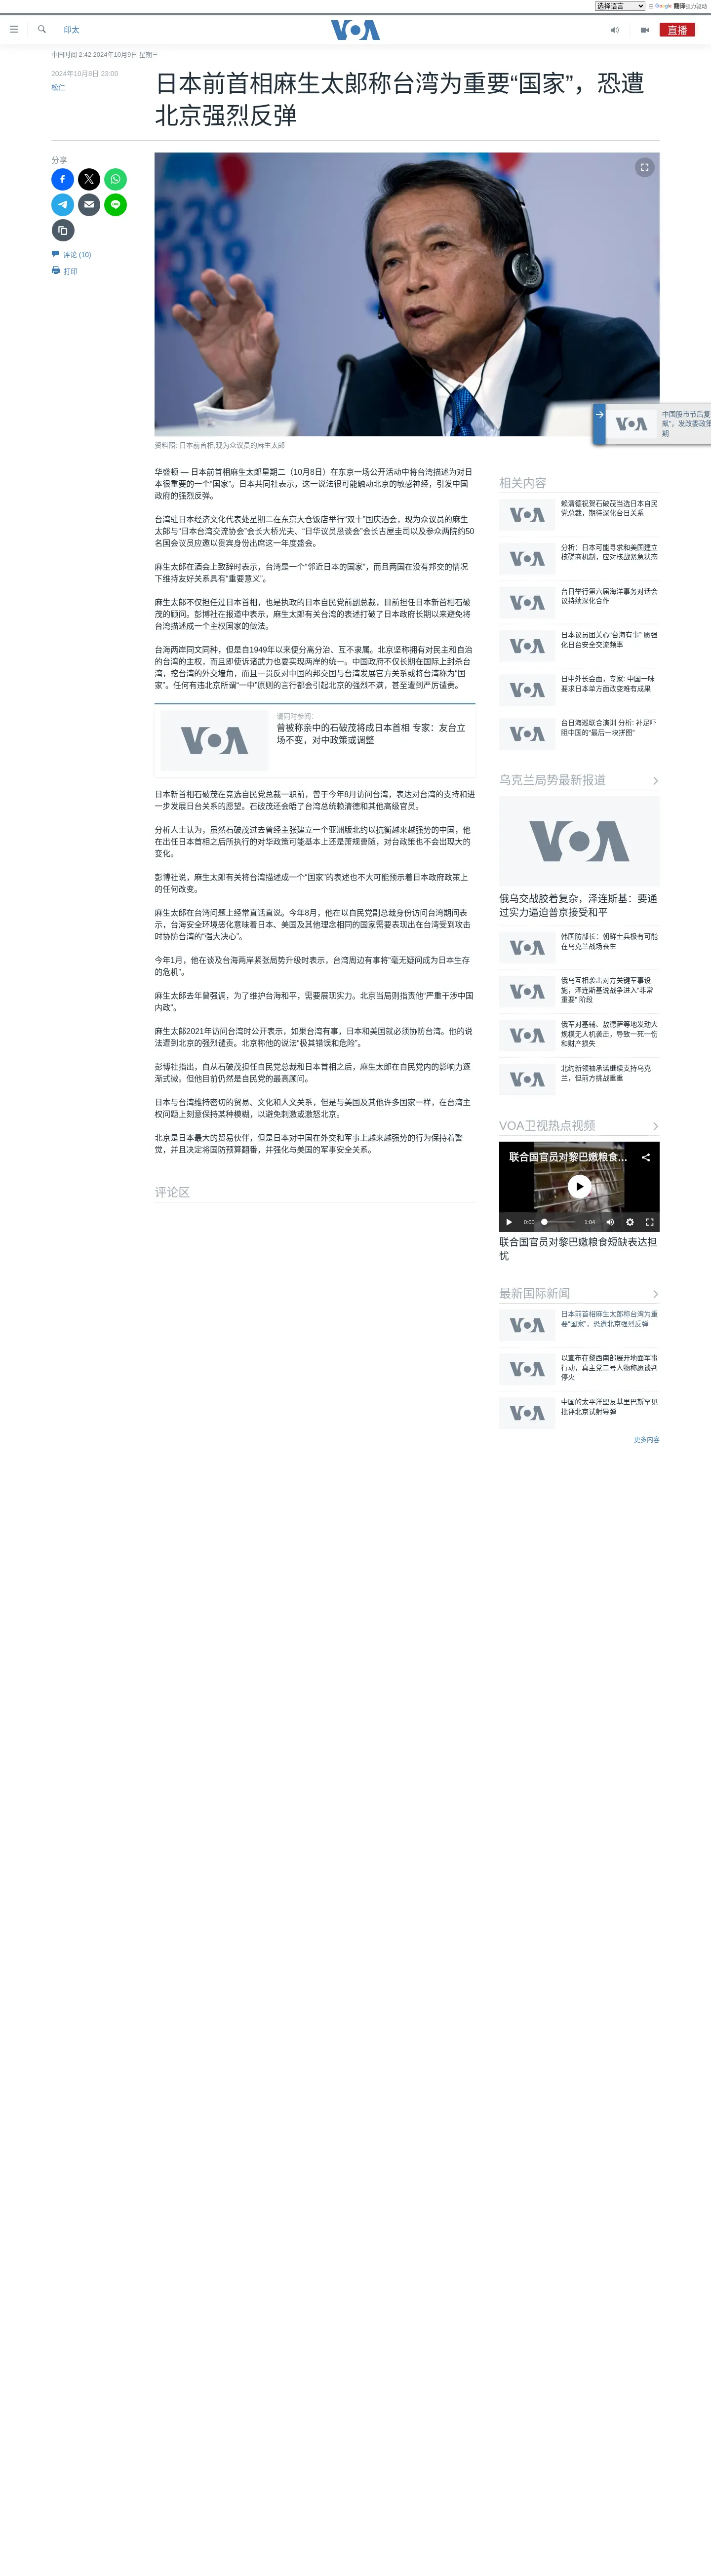 选择语言 由 Google 翻译强力驱动
印太
VOA
直播
中国时间 2:42 2024年10月9日 星期三
2024年10月8日 23:00
松仁
日本前首相麻生太郎称台湾为重要“国家”，恐遭
北京强烈反弹
分享
评论 (10)
打印
资料照: 日本前首相,现为众议员的麻生太郎
中国股市节后复
期
华盛顿 — 日本前首相麻生太郎星期二（10月8日）在东京一场公开活动中将台湾描述为对日
本很重要的一个“国家”。日本共同社表示，这一说法很可能触动北京的敏感神经，引发中国
政府的强烈反弹。
台湾驻日本经济文化代表处星期二在东京大仓饭店举行“双十”国庆酒会，现为众议员的麻生
太郎与“日本台湾交流协会”会长大桥光夫、“日华议员恳谈会”会长古屋圭司以及参众两院约50
名国会议员应邀以贵宾身份出席这一年度盛会。
麻生太郎在酒会上致辞时表示，台湾是一个“邻近日本的国家”，而且两国在没有邦交的情况
下维持友好关系具有“重要意义”。
麻生太郎不仅担任过日本首相，也是执政的日本自民党前副总裁，目前担任日本新首相石破
茂的顾问。彭博社在报道中表示，麻生太郎有关台湾的表述打破了日本政府长期以来避免将
台湾描述成一个主权国家的做法。
台海两岸同文同种，但是自1949年以来便分离分治、互不隶属。北京坚称拥有对民主和自治
的台湾的主权，而且即使诉诸武力也要实现两岸的统一。中国政府不仅长期在国际上封杀台
湾，挖台湾的外交墙角，而且一贯反对中国的邦交国与台湾发展官方关系或将台湾称为“国
家”。任何有违北京所谓“一中”原则的言行都会引起北京的强烈不满，甚至遭到严厉谴责。
请同时参阅:
曾被称亲中的石破茂将成日本首相 专家：友台立
场不变，对中政策或调整
日本新首相石破茂在竞选自民党总裁一职前，曾于今年8月访问台湾，表达对台湾的支持和进
一步发展日台关系的愿望。石破茂还会晤了台湾总统赖清德和其他高级官员。
分析人士认为，虽然石破茂过去曾经主张建立一个亚洲版北约以抗衡越来越强势的中国，他
在出任日本首相之后所执行的对华政策可能基本上还是萧规曹随，对台政策也不会出现大的
变化。
彭博社说，麻生太郎有关将台湾描述成一个“国家”的表述也不大可能预示着日本政府政策上
的任何改变。
麻生太郎在台湾问题上经常直话直说。今年8月，他在以自民党副总裁身份访问台湾期间表
示，台海安全环境恶化意味着日本、美国及其他理念相同的国家需要表现出在台湾受到攻击
时协防台湾的“强大决心”。
今年1月，他在谈及台海两岸紧张局势升级时表示，台湾周边有事将“毫无疑问成为日本生存
的危机”。
麻生太郎去年曾强调，为了维护台海和平，需要展现实力。北京当局则指责他“严重干涉中国
内政”。
麻生太郎2021年访问台湾时公开表示，如果台湾有事，日本和美国就必须协防台湾。他的说
法遭到北京的强烈谴责。北京称他的说法“极其错误和危险”。
彭博社指出，自从石破茂担任自民党总裁和日本首相之后，麻生太郎在自民党内的影响力逐
渐式微。但他目前仍然是自民党的最高顾问。
日本与台湾维持密切的贸易、文化和人文关系，但是与美国及其他许多国家一样，在台湾主
权问题上刻意保持某种模糊，以避免刺激或激怒北京。
北京是日本最大的贸易伙伴，但是日本对中国在外交和军事上越来越强势的行为保持着警
觉，并且决定将国防预算翻番，并强化与美国的军事安全关系。
评论区
相关内容
赖清德祝贺石破茂当选日本自民
党总裁，期待深化台日关系
分析：日本可能寻求和美国建立
核磋商机制，应对核战紧急状态
台日举行第六届海洋事务对话会
议持续深化合作
日本议员团关心“台海有事” 愿强
化日台安全交流频率
日中外长会面，专家: 中国一味
要求日本单方面改变难有成果
台日海巡联合演训 分析: 补足吓
阻中国的“最后一块拼图”
乌克兰局势最新报道
俄乌交战胶着复杂，泽连斯基：要通
过实力逼迫普京接受和平
韩国防部长：朝鲜士兵极有可能
在乌克兰战场丧生
俄乌互相袭击对方关键军事设
施，泽连斯基说战争进入“非常
重要” 阶段
俄军对基辅、敖德萨等地发动大
规模无人机袭击，导致一死一伤
和财产损失
北约新领袖承诺继续支持乌克
兰，但前方挑战重重
VOA卫视热点视频
联合国官员对黎巴嫩粮食…
0:00 1:04
联合国官员对黎巴嫩粮食短缺表达担
忧
最新国际新闻
日本前首相麻生太郎称台湾为重
要“国家”，恐遭北京强烈反弹
以宣布在黎西南部展开地面军事
行动，真主党二号人物称愿谈判
停火
中国的太平洋盟友基里巴斯罕见
批评北京试射导弹
更多内容